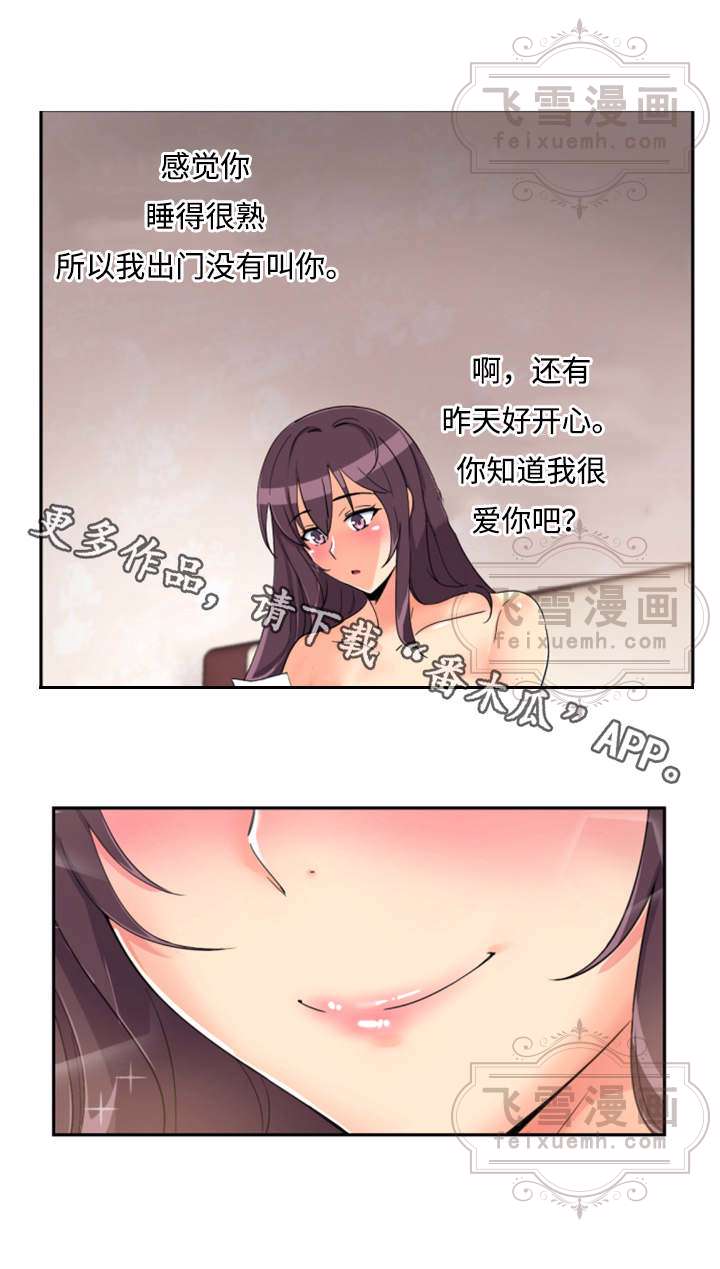 飞雪漫画
feixuemh.com
感觉你
睡得很熟
所以我出门没有叫你。
啊，还有
昨天好开心。
你知道我很
爱你吧？
更多作品，请下载“番木瓜”APP。
飞雪漫画
feixuemh.com
飞雪漫画
feixuemh.com